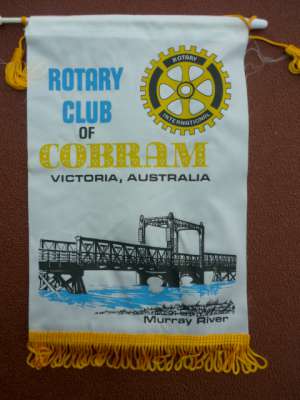 ROTARY
CLUB
OF
COBRAM
VICTORIA, AUSTRALIA
ROTARY
INTERNATIONAL
Murray River